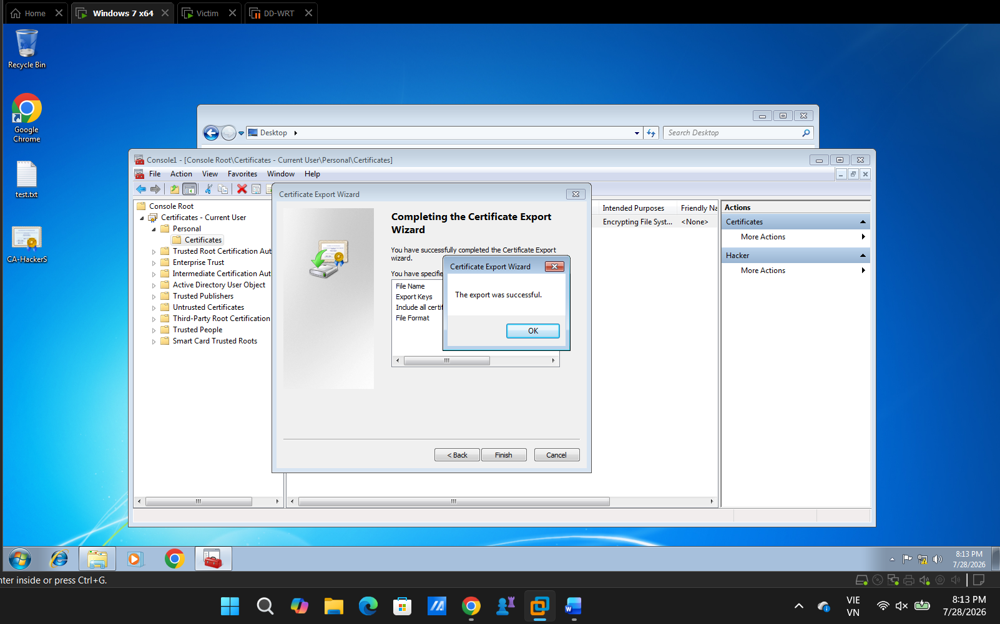 Home
Windows 7 x64
Victim
DD-WRT
Recycle Bin
Google
Chrome
test.txt
CA-HackerS
Desktop
Search Desktop
Console1 - [Console Root\Certificates - Current User\Personal\Certificates]
File Action View Favorites Window Help
Console Root
Certificates - Current User
Personal
Certificates
Trusted Root Certification Aut
Enterprise Trust
Intermediate Certification Aut
Active Directory User Object
Trusted Publishers
Untrusted Certificates
Third-Party Root Certification
Trusted People
Smart Card Trusted Roots
Certificate Export Wizard
Completing the Certificate Export
Wizard
You have successfully completed the Certificate Export
wizard.
You have specifie
File Name
Export Keys
Include all certif
File Format
Certificate Export Wizard
The export was successful.
OK
< Back
Finish
Cancel
Intended Purposes
Friendly Na
Encrypting File Syst...
<None>
Actions
Certificates
More Actions
Hacker
More Actions
8:13 PM
7/28/2026
nter inside or press Ctrl+G.
VIE
VN
8:13 PM
7/28/2026